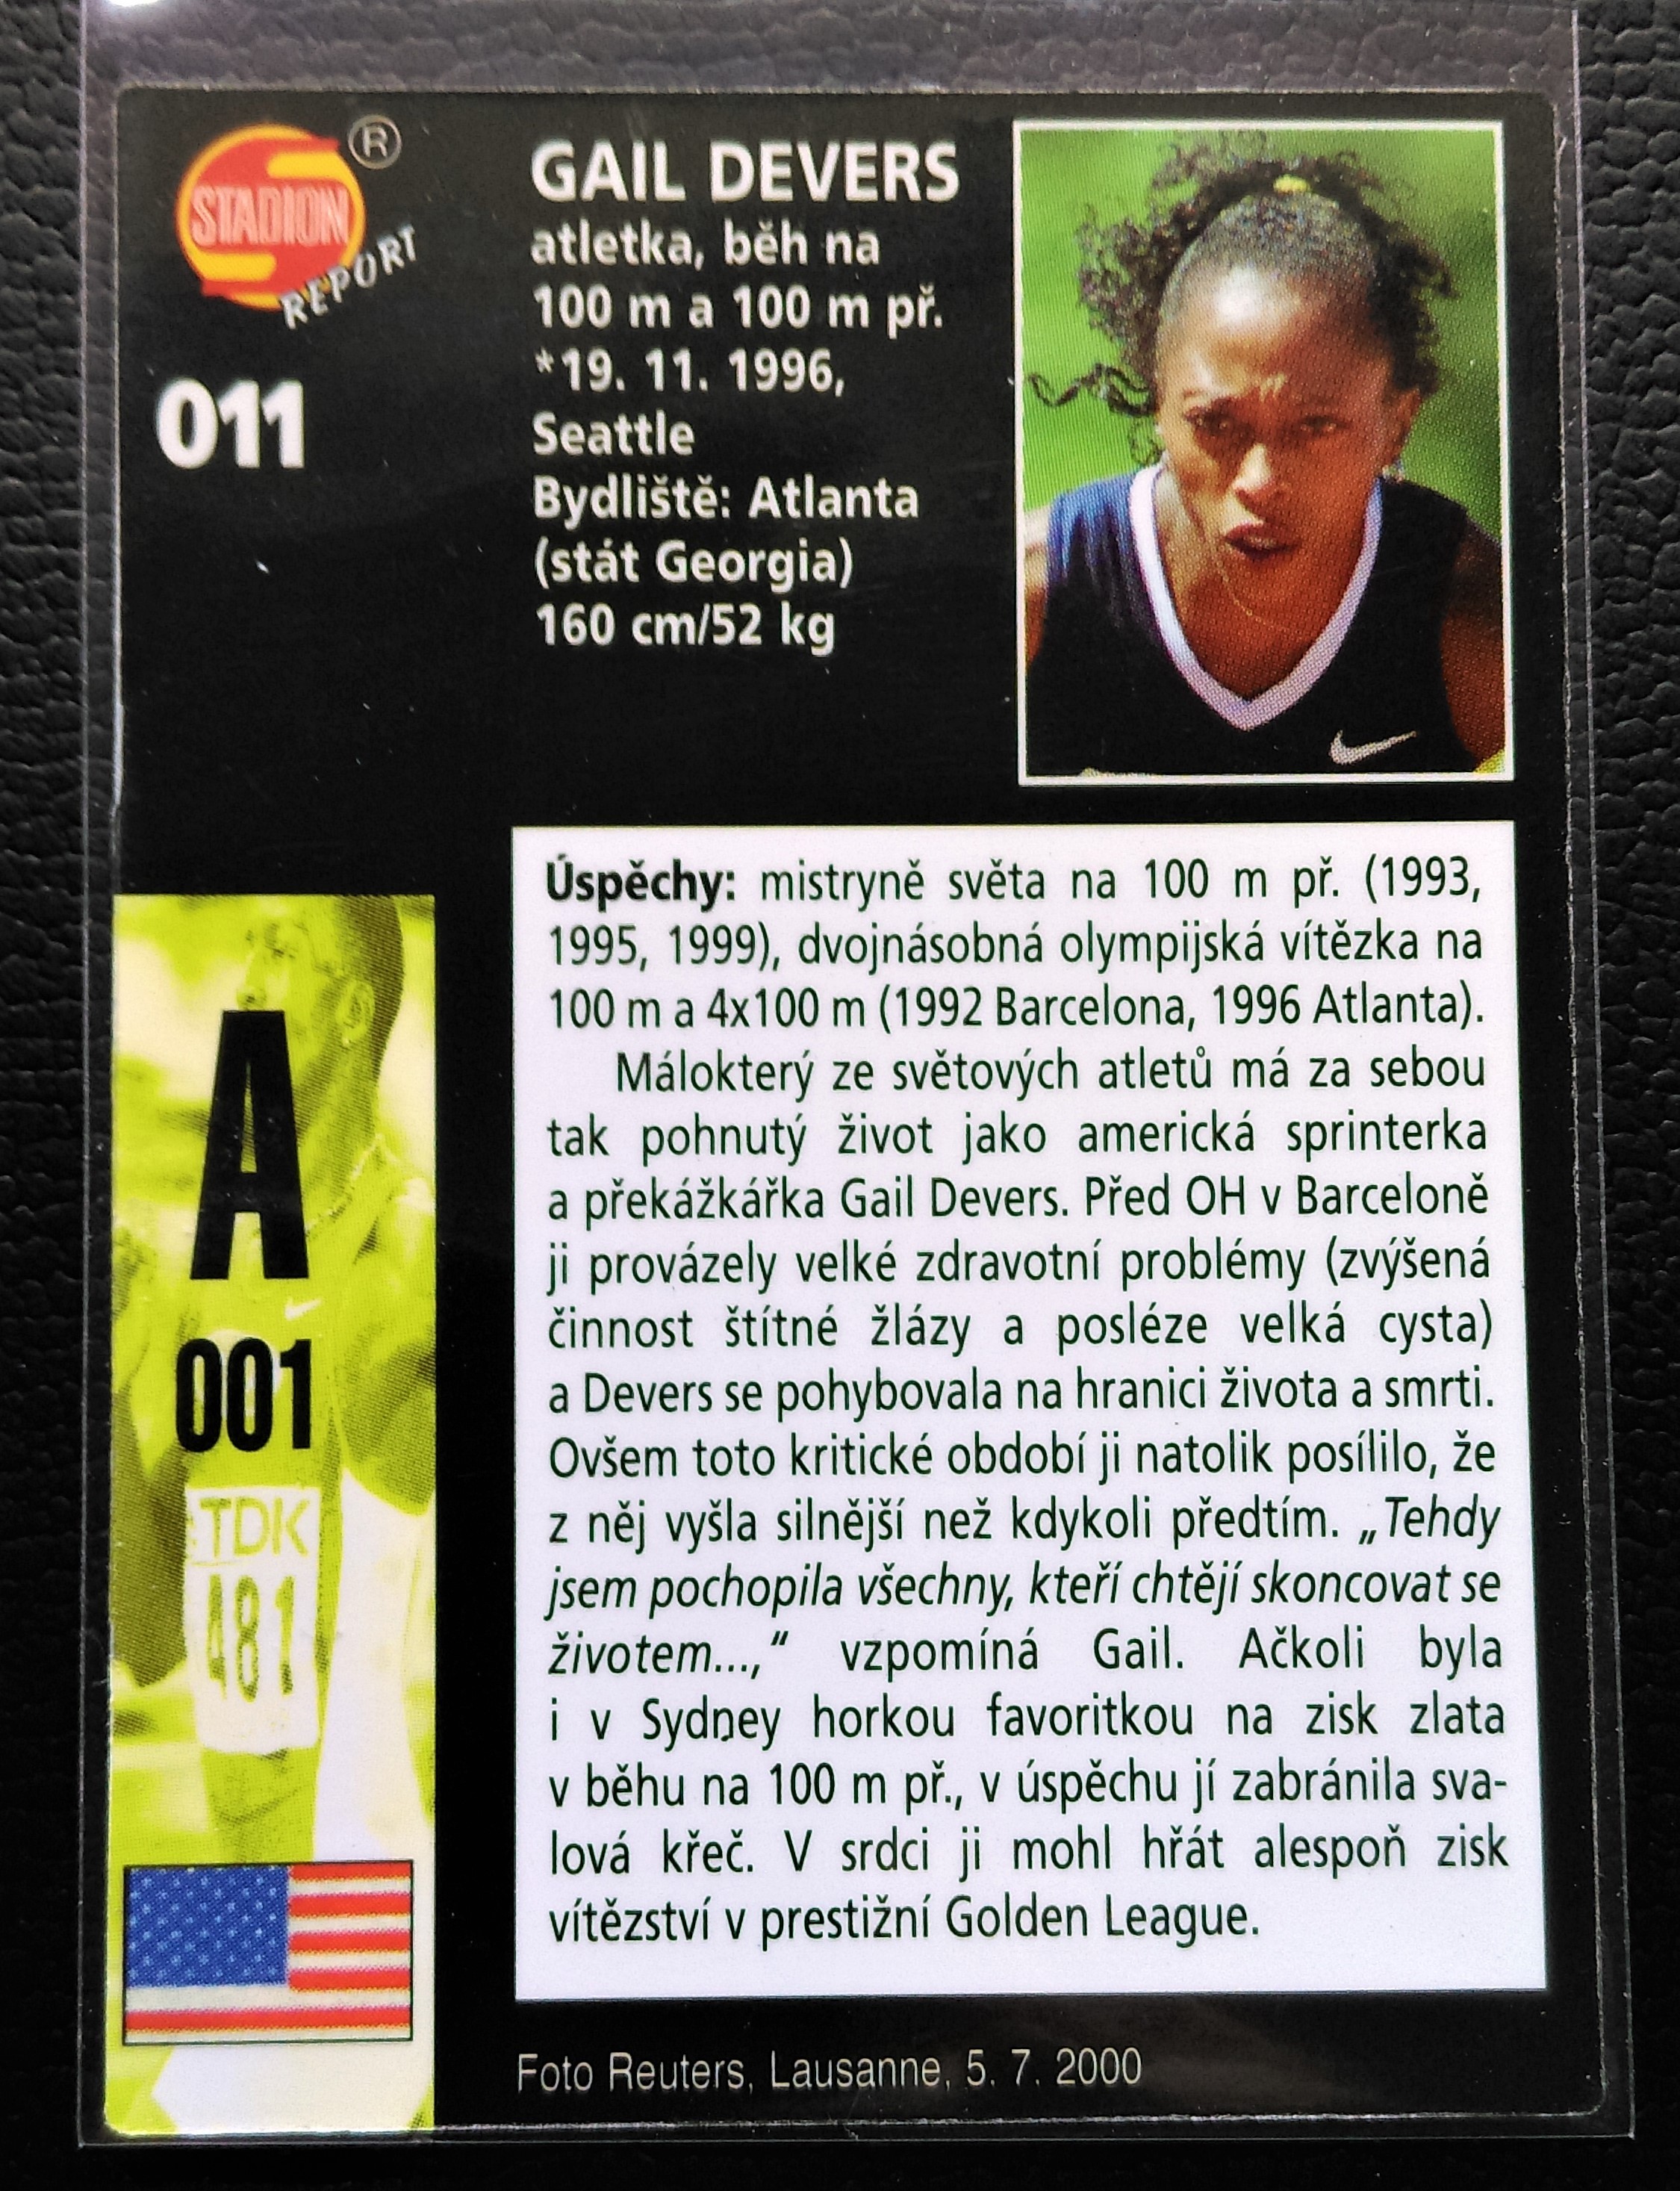 STADION
®
REPORT
011
GAIL DEVERS
atletka, běh na
100 m a 100 m př.
*19. 11. 1996,
Seattle
Bydliště: Atlanta
(stát Georgia)
160 cm/52 kg
Úspěchy: mistryně světa na 100 m př. (1993,
1995, 1999), dvojnásobná olympijská vítězka na
100 m a 4x100 m (1992 Barcelona, 1996 Atlanta).
Málokterý ze světových atletů má za sebou
tak pohnutý život jako americká sprinterka
a překážkářka Gail Devers. Před OH v Barceloně
ji provázely velké zdravotní problémy (zvýšená
činnost štítné žlázy a posléze velká cysta)
a Devers se pohybovala na hranici života a smrti.
Ovšem toto kritické období ji natolik posílilo, že
z něj vyšla silnější než kdykoli předtím. „Tehdy
jsem pochopila všechny, kteří chtějí skoncovat se
životem...,“ vzpomíná Gail. Ačkoli byla
i v Sydney horkou favoritkou na zisk zlata
v běhu na 100 m př., v úspěchu jí zabránila sva-
lová křeč. V srdci ji mohl hřát alespoň zisk
vítězství v prestižní Golden League.
A
001
TDK
481
Foto Reuters, Lausanne, 5. 7. 2000